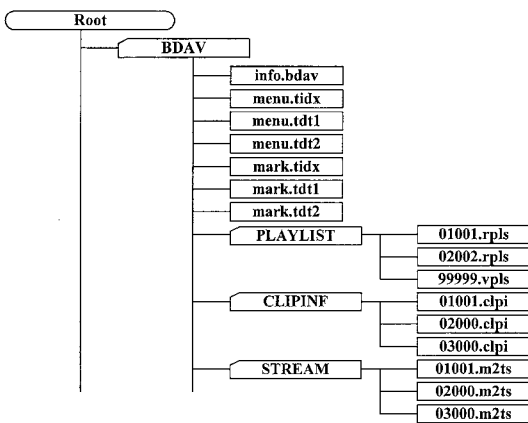 Root
BDAV
info.bdav
menu.tidx
menu.tdt1
menu.tdt2
mark.tidx
mark.tdt1
mark.tdt2
PLAYLIST
01001.rpls
02002.rpls
99999.vpls
CLIPINF
01001.clpi
02000.clpi
03000.clpi
STREAM
01001.m2ts
02000.m2ts
03000.m2ts